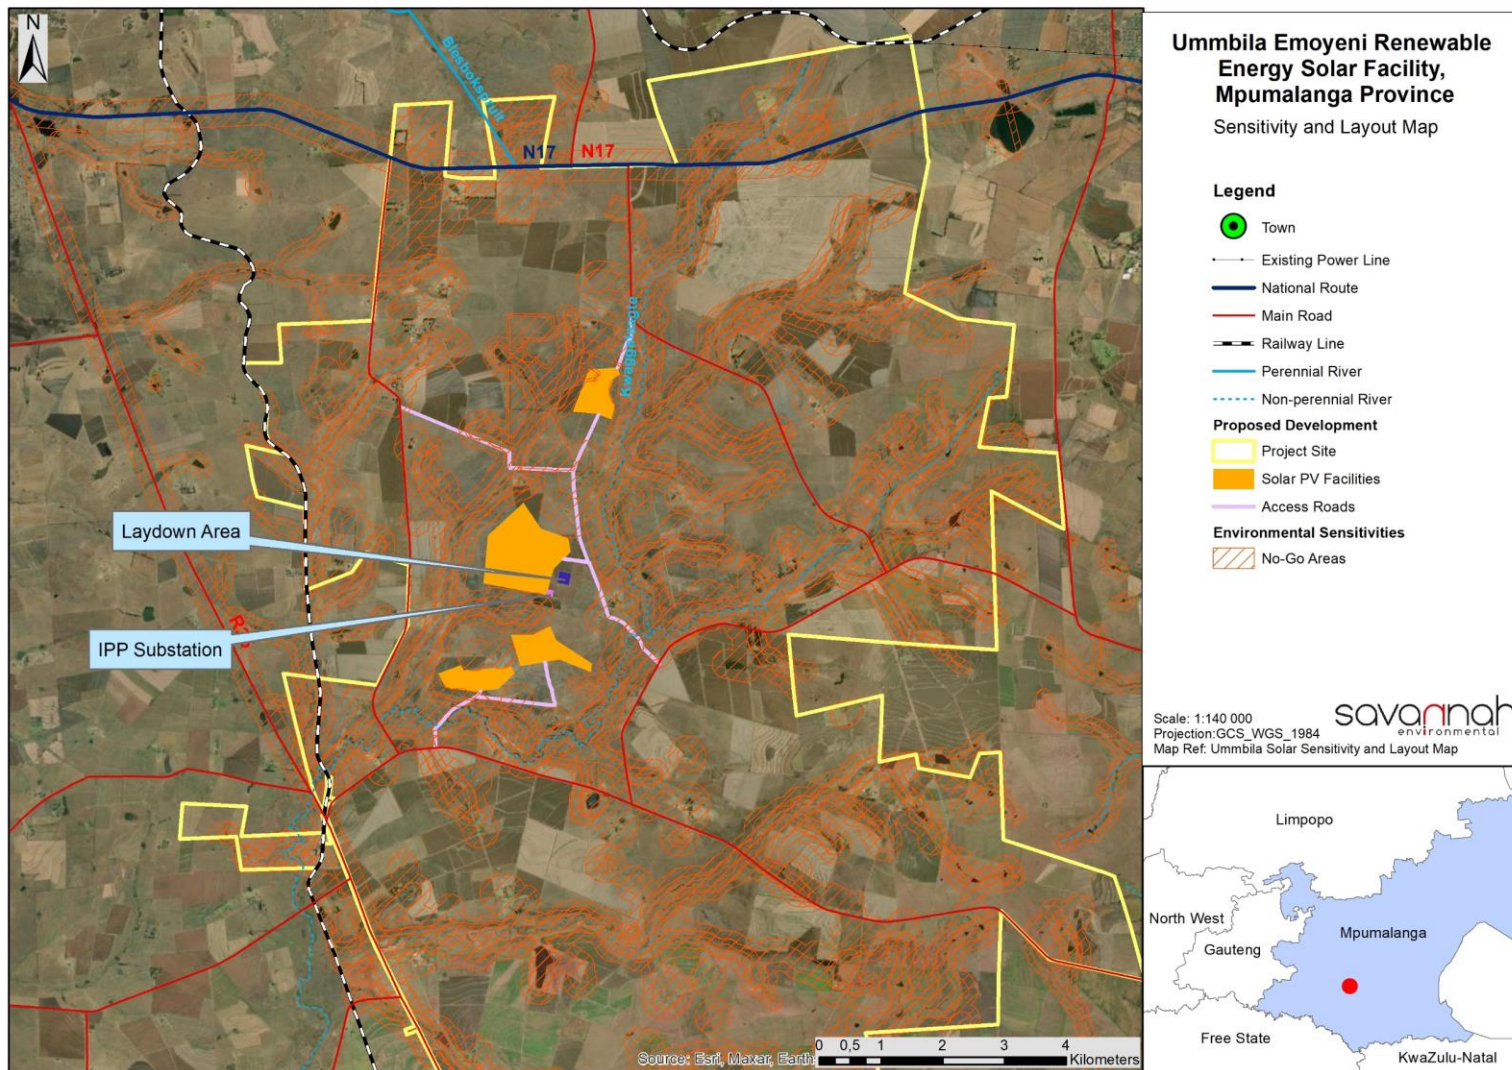 N
Blesbokspruit
N17
N17
Laydown Area
IPP Substation
Source: Esri, Maxar, Earth
0 0,5 1 2 3 4
Kilometers
Ummbila Emoyeni Renewable
Energy Solar Facility,
Mpumalanga Province
Sensitivity and Layout Map
Legend
Town
Existing Power Line
National Route
Main Road
Railway Line
Perennial River
Non-perennial River
Proposed Development
Project Site
Solar PV Facilities
Access Roads
Environmental Sensitivities
No-Go Areas
Scale: 1:140 000
Projection:GCS_WGS_1984
Map Ref: Ummbila Solar Sensitivity and Layout Map
savannah
environmental
Limpopo
North West
Gauteng
Mpumalanga
Free State
KwaZulu-Natal